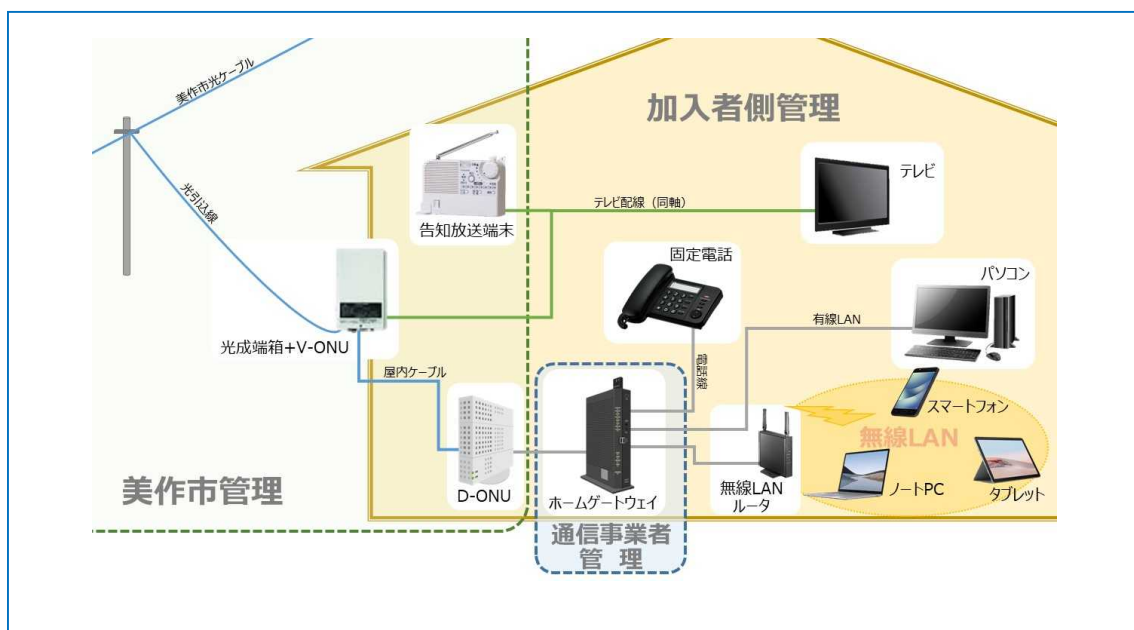 美作市光ケーブル
加入者側管理
テレビ
光引込線
告知放送端末
テレビ配線（同軸）
固定電話
パソコン
有線LAN
光成端箱+V-ONU
屋内ケーブル
電話線
スマートフォン
無線LAN
美作市管理
D-ONU
ホームゲートウェイ
無線LAN
ルータ
ノートPC
タブレット
通信事業者
管　理